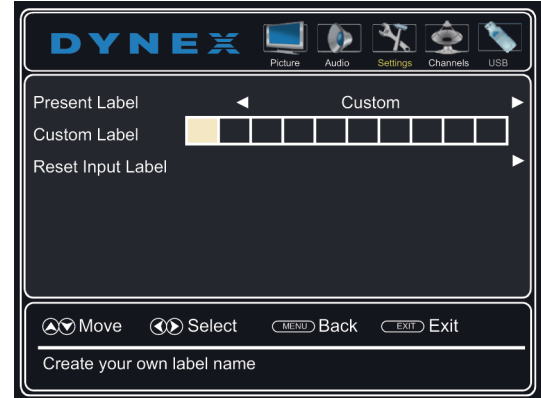 DYNEX
Picture Audio Settings Channels USB
Present Label Custom
Custom Label
Reset Input Label
Move Select MENU Back EXIT Exit
Create your own label name